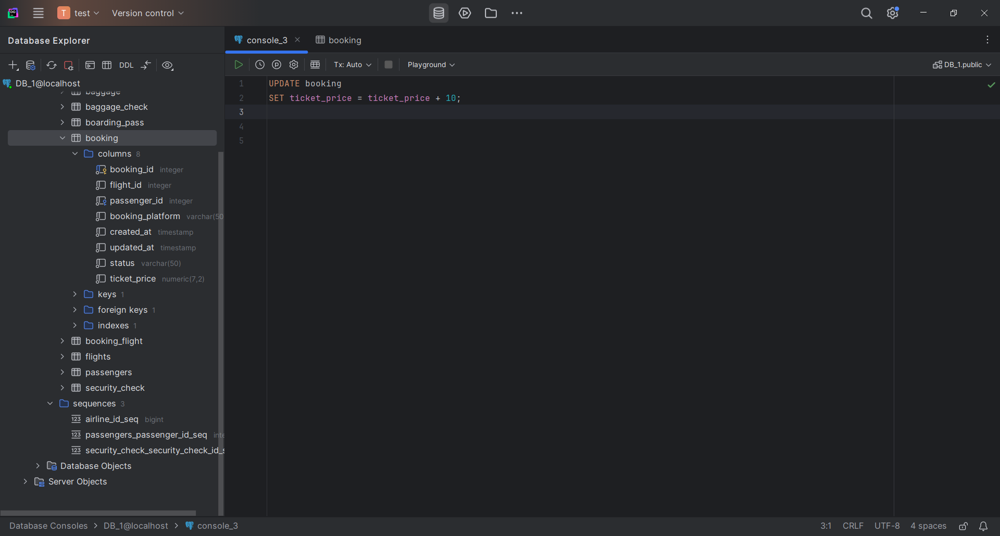 T test Version control
Database Explorer
console_3
booking
DDL
Tx: Auto
Playground
DB_1.public
DB_1@localhost
baggage
baggage_check
boarding_pass
booking
columns 8
booking_id integer
flight_id integer
passenger_id integer
booking_platform varchar(50
created_at timestamp
updated_at timestamp
status varchar(50)
ticket_price numeric(7,2)
keys 1
foreign keys 1
indexes 1
booking_flight
flights
passengers
security_check
sequences 3
123 airline_id_seq bigint
123 passengers_passenger_id_seq inte
123 security_check_security_check_id_s
Database Objects
Server Objects
1 UPDATE booking
2 SET ticket_price = ticket_price + 10;
3
4
5
Database Consoles > DB_1@localhost > console_3
3:1 CRLF UTF-8 4 spaces